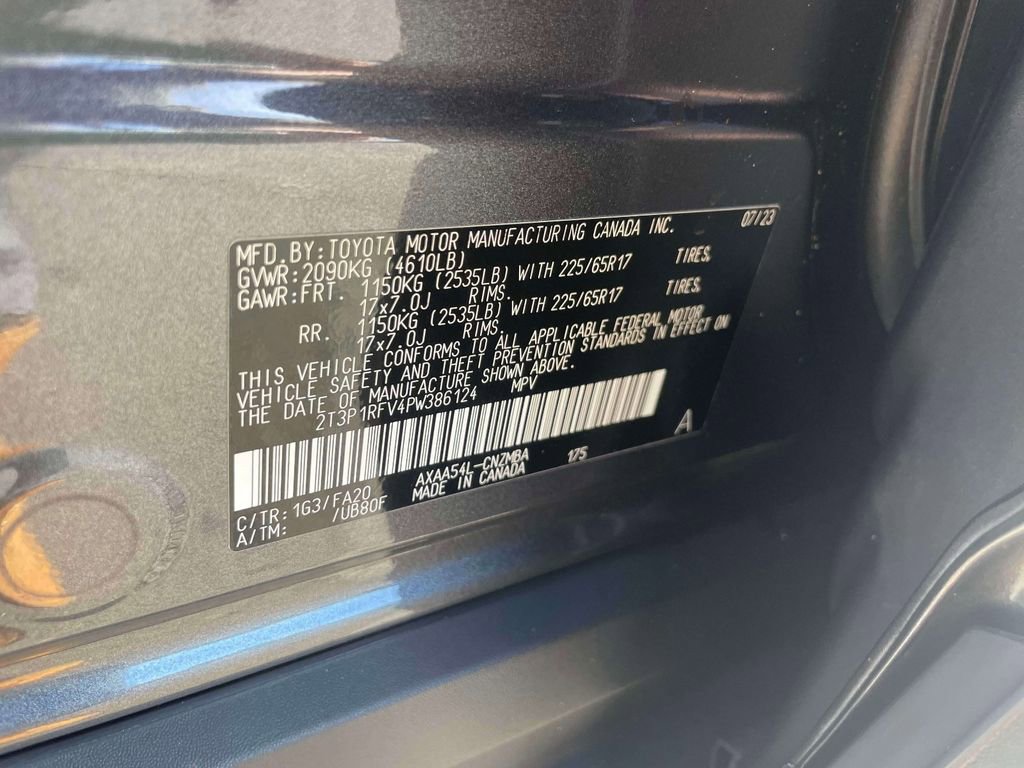 07/23
MFD.BY:TOYOTA MOTOR MANUFACTURING CANADA INC.
GVWR:2090KG (4610LB)
GAWR:FRT. 1150KG (2535LB) WITH 225/65R17 TIRES,
17x7.0J RIMS.
RR. 1150KG (2535LB) WITH 225/65R17 TIRES,
17x7.0J RIMS.
THIS VEHICLE CONFORMS TO ALL APPLICABLE FEDERAL MOTOR
VEHICLE SAFETY AND THEFT PREVENTION STANDARDS IN EFFECT ON
THE DATE OF MANUFACTURE SHOWN ABOVE.
2T3P1RFV4PW386124 MPV
A
C/TR:1G3/FA20 AXAA54L-CNZMBA 175
A/TM: /UB80F MADE IN CANADA